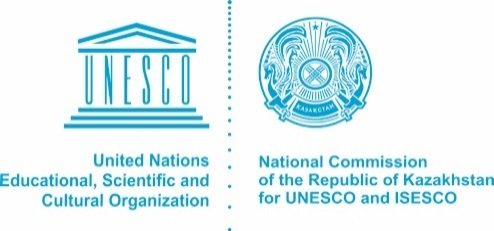 UNESCO
United Nations
Educational, Scientific and
Cultural Organization
ҚАЗАҚСТАН
National Commission
of the Republic of Kazakhstan
for UNESCO and ISESCO